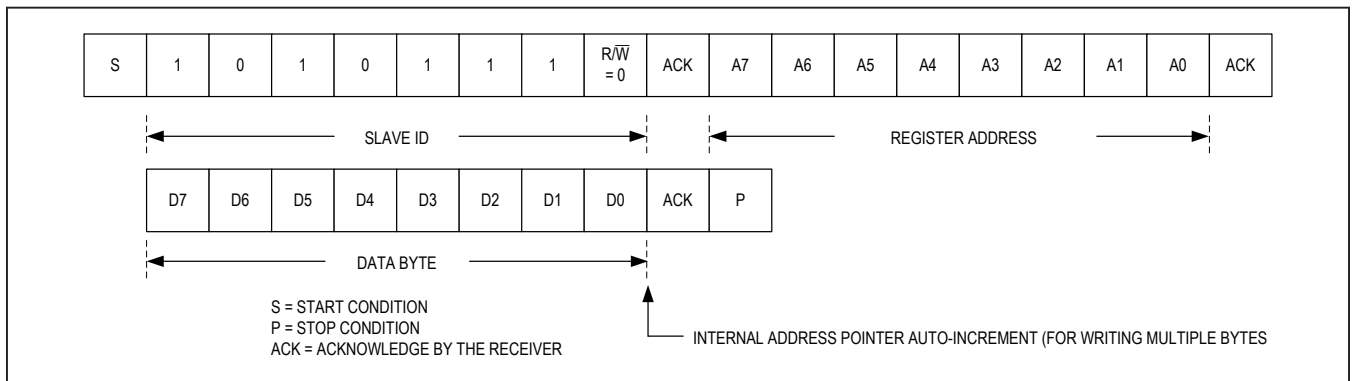 S 1 0 1 0 1 1 1 R/W̅ = 0 ACK A7 A6 A5 A4 A3 A2 A1 A0 ACK
SLAVE ID REGISTER ADDRESS
D7 D6 D5 D4 D3 D2 D1 D0 ACK P
DATA BYTE
S = START CONDITION
P = STOP CONDITION
ACK = ACKNOWLEDGE BY THE RECEIVER
INTERNAL ADDRESS POINTER AUTO-INCREMENT (FOR WRITING MULTIPLE BYTES